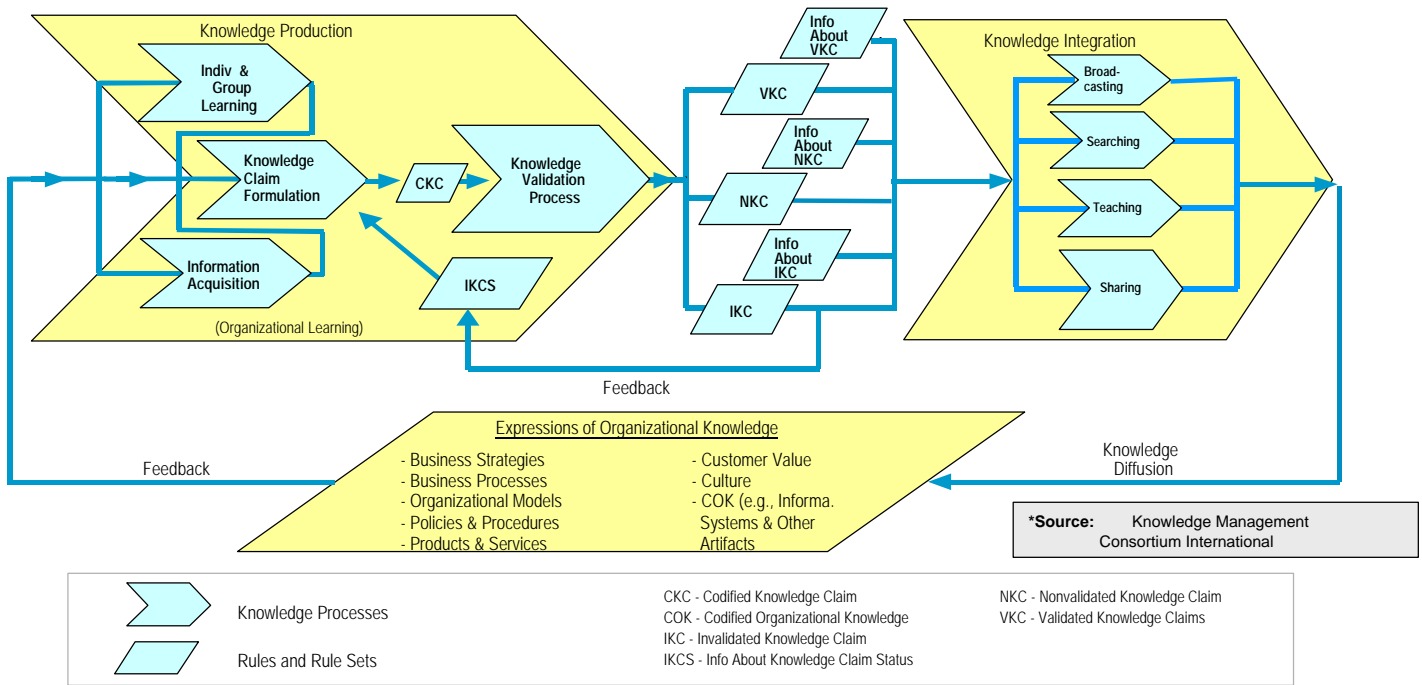 Knowledge Production
Indiv & Group
Learning
Knowledge
Claim
Formulation
Information
Acquisition
(Organizational Learning)
CKC
Knowledge
Validation
Process
IKCS
Info
About
VKC
VKC
Info
About
NKC
NKC
Info
About
IKC
IKC
Feedback
Knowledge Integration
Broad-
casting
Searching
Teaching
Sharing
Knowledge
Diffusion
Feedback
Expressions of Organizational Knowledge
- Business Strategies
- Business Processes
- Organizational Models
- Policies & Procedures
- Products & Services
- Customer Value
- Culture
- COK (e.g., Informa.
Systems & Other
Artifacts
*Source: Knowledge Management
Consortium International
Knowledge Processes
Rules and Rule Sets
CKC - Codified Knowledge Claim
COK - Codified Organizational Knowledge
IKC - Invalidated Knowledge Claim
IKCS - Info About Knowledge Claim Status
NKC - Nonvalidated Knowledge Claim
VKC - Validated Knowledge Claims